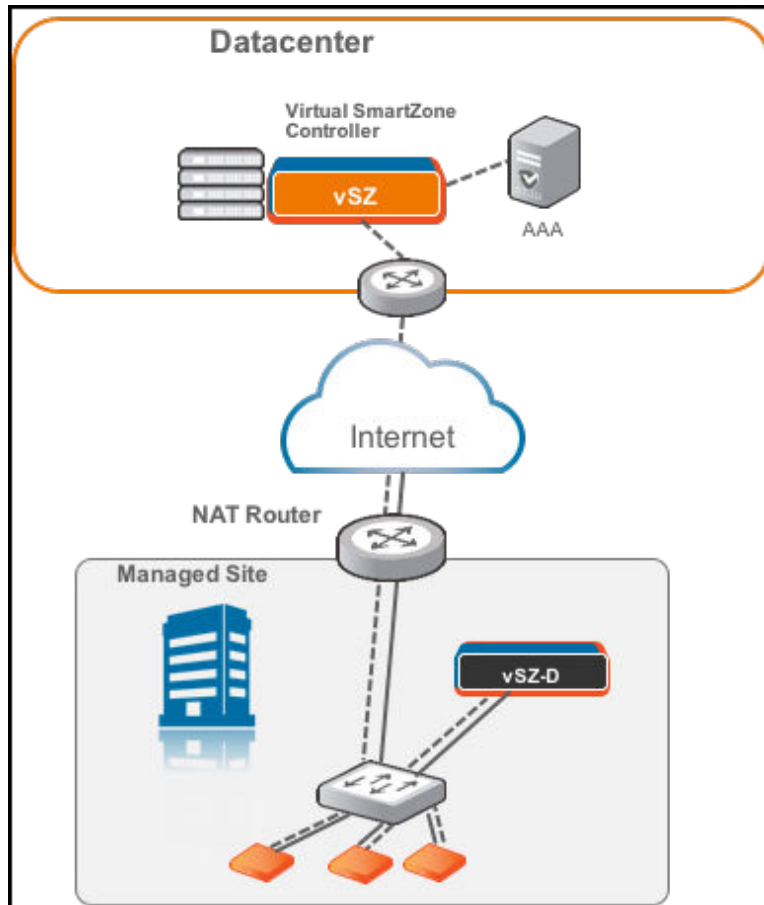 Datacenter
Virtual SmartZone
Controller
vSZ
AAA
Internet
NAT Router
Managed Site
vSZ-D